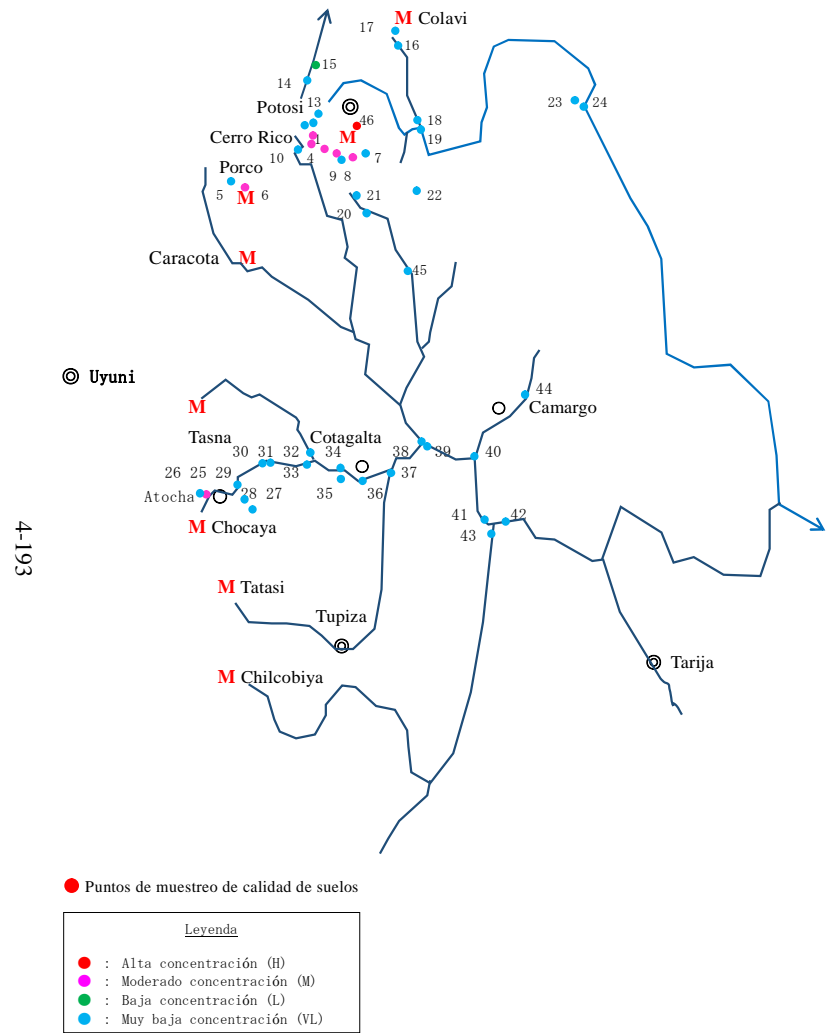 17 M Colavi
16
15
14
13
Potosi
46
18
23 24
Cerro Rico 1 M
19
10 4 7
Porco 9 8
5 M 6
21 22
20
Caracota M
45
Uyuni
M
44
Camargo
Tasna Cotagalta
30 31 32 34 38 39 40
26 25 29 33 37
Atocha 28 27 35 36
M Chocaya
41 42
43
4-193
M Tatasi
Tupiza
Tarija
M Chilcobiya
Puntos de muestreo de calidad de suelos
Leyenda
: Alta concentración (H)
: Moderado concentración (M)
: Baja concentración (L)
: Muy baja concentración (VL)